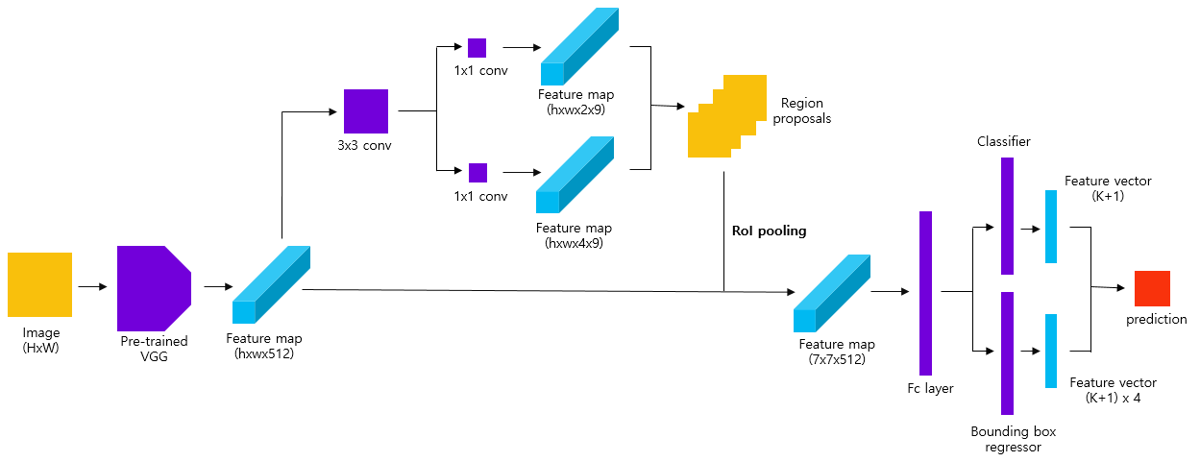 Image
(HxW)
Pre-trained
VGG
Feature map
(hxwx512)
3x3 conv
1x1 conv
Feature map
(hxwx2x9)
1x1 conv
Feature map
(hxwx4x9)
Region
proposals
RoI pooling
Feature map
(7x7x512)
Fc layer
Classifier
Feature vector
(K+1)
Bounding box
regressor
Feature vector
(K+1) x 4
prediction